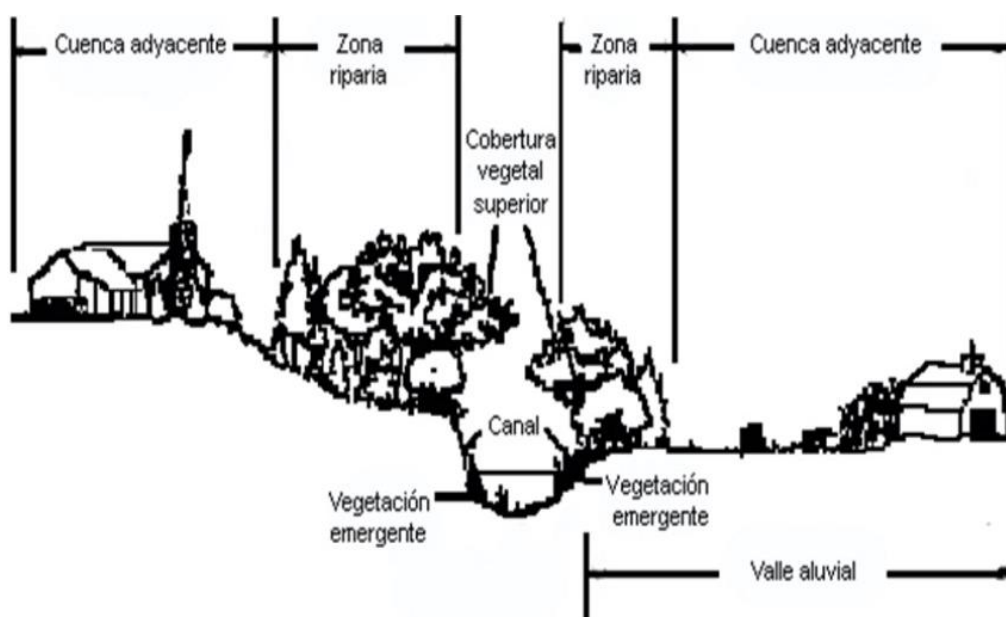 Cuenca adyacente
Zona
riparia
Zona
riparia
Cuenca adyacente
Cobertura
vegetal
superior
Canal
Vegetación
emergente
Vegetación
emergente
Valle aluvial